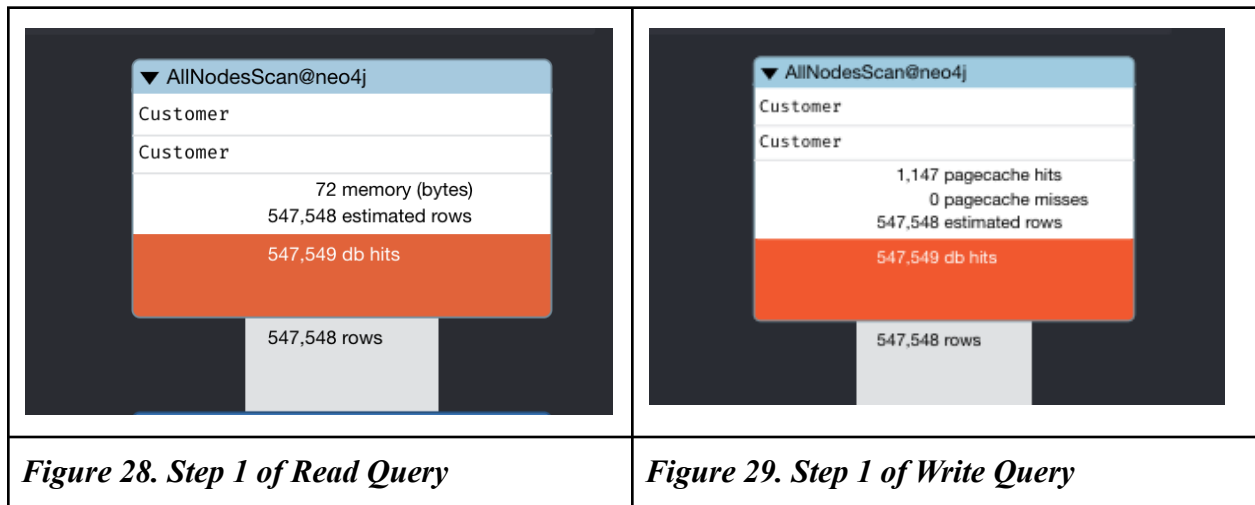 ▼ AllNodesScan@neo4j
Customer
Customer
72 memory (bytes)
547,548 estimated rows
547,549 db hits
547,548 rows
▼ AllNodesScan@neo4j
Customer
Customer
1,147 pagecache hits
0 pagecache misses
547,548 estimated rows
547,549 db hits
547,548 rows
Figure 28. Step 1 of Read Query
Figure 29. Step 1 of Write Query